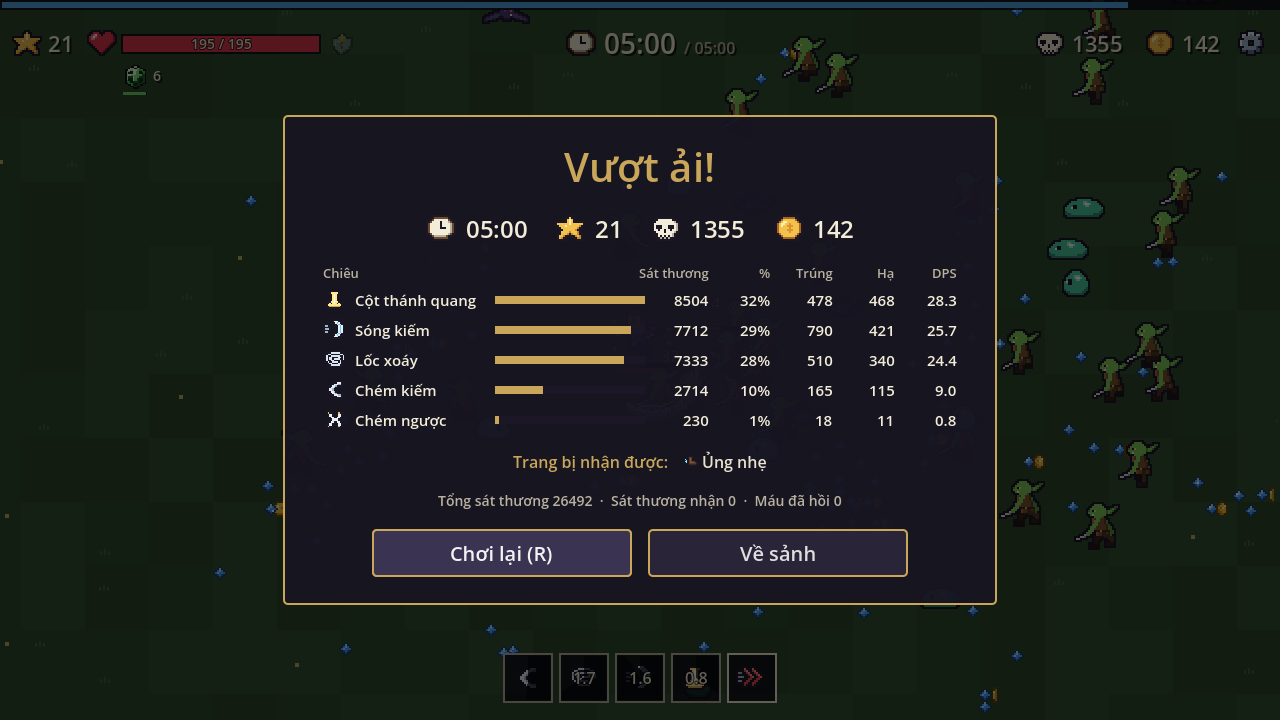 21 195 / 195 05:00 / 05:00 1355 142
6
Vượt ải!
05:00 21 1355 142
Chiêu Sát thương % Trúng Hạ DPS
Cột thánh quang 8504 32% 478 468 28.3
Sóng kiếm 7712 29% 790 421 25.7
Lốc xoáy 7333 28% 510 340 24.4
Chém kiếm 2714 10% 165 115 9.0
Chém ngược 230 1% 18 11 0.8
Trang bị nhận được: Ủng nhẹ
Tổng sát thương 26492 · Sát thương nhận 0 · Máu đã hồi 0
Chơi lại (R) Về sảnh
1.6 0.8